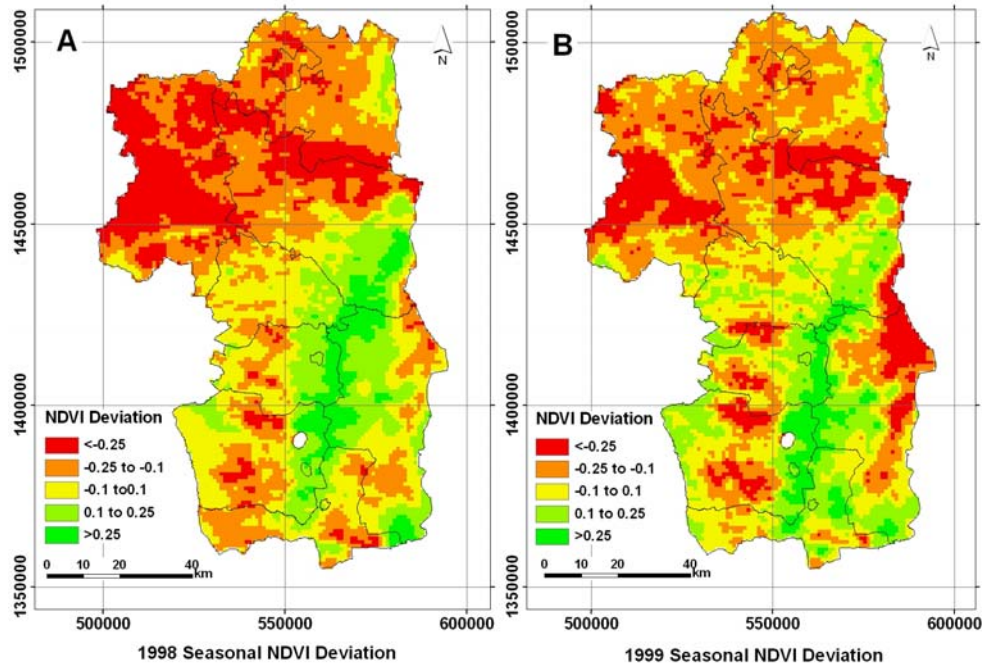 A
N
1500000
1450000
1400000
1350000
NDVI Deviation
<-0.25
-0.25 to -0.1
-0.1 to0.1
0.1 to 0.25
>0.25
0 10 20 40 km
500000 550000 600000
1998 Seasonal NDVI Deviation
B
N
1500000
1450000
1400000
1350000
NDVI Deviation
<-0.25
-0.25 to -0.1
-0.1 to 0.1
0.1 to 0.25
>0.25
0 10 20 40 km
500000 550000 600000
1999 Seasonal NDVI Deviation